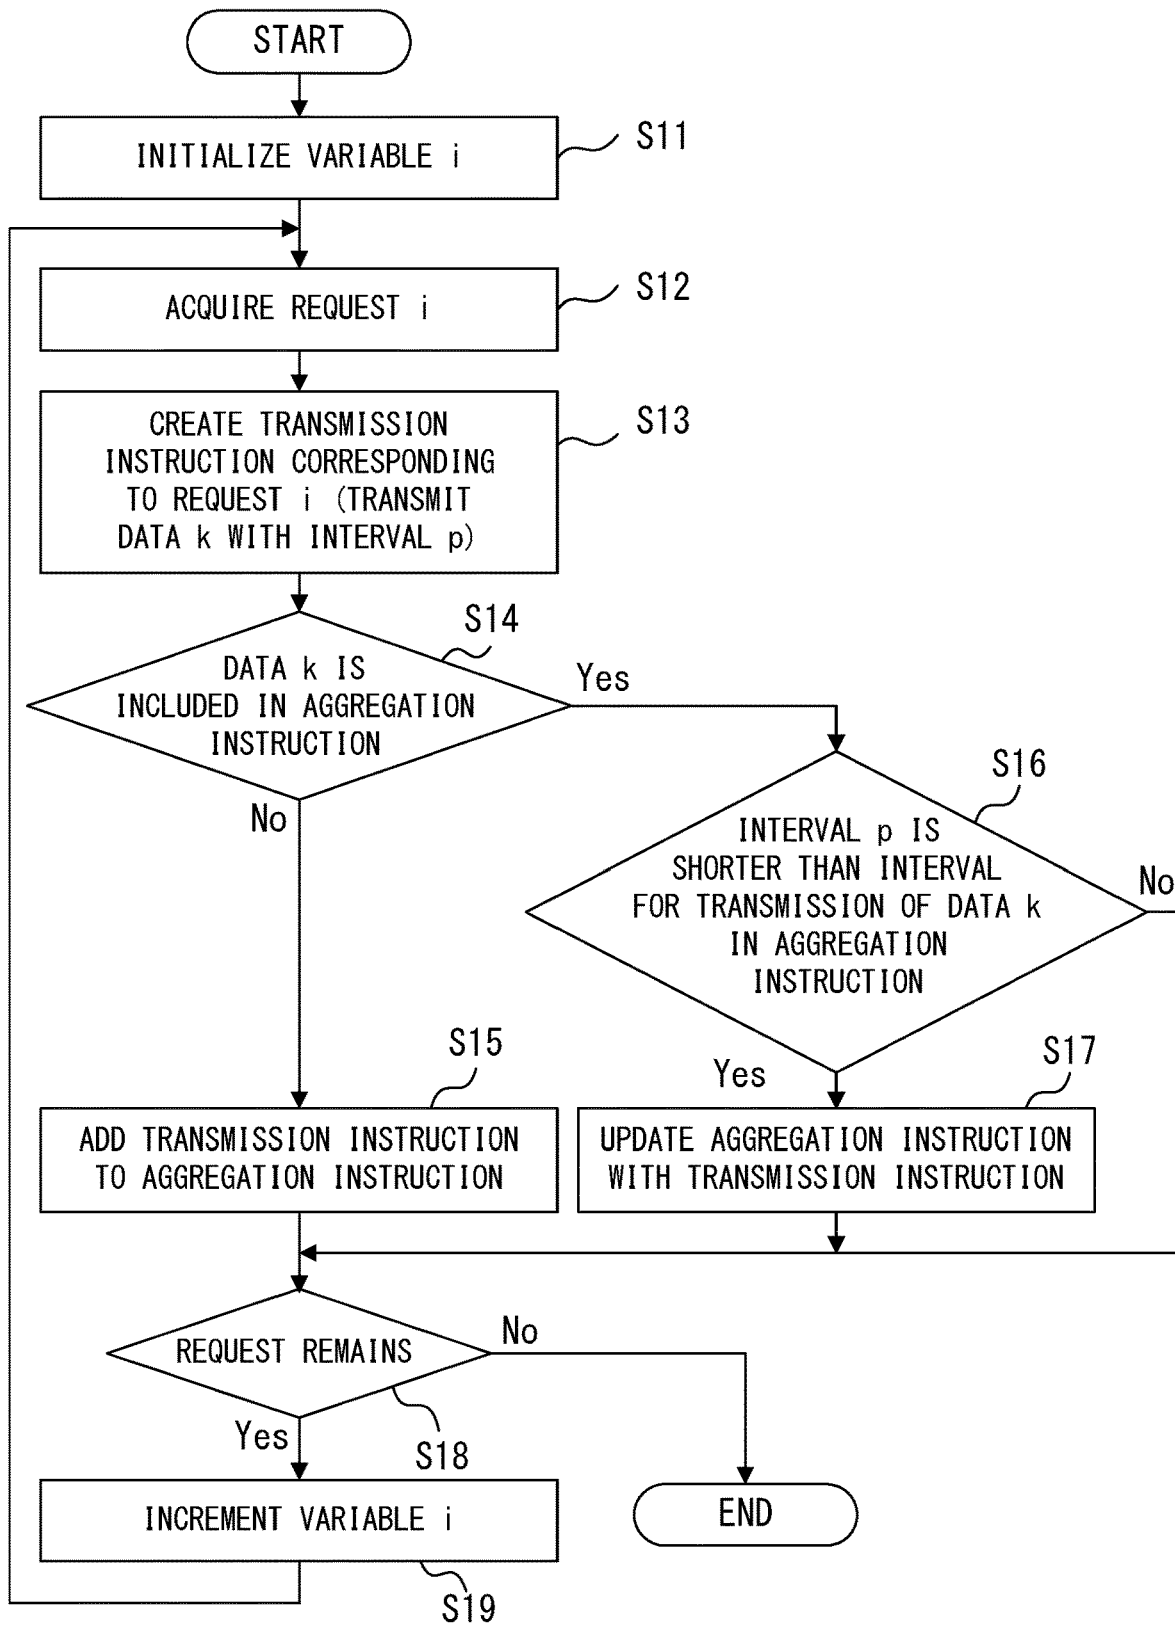 START
INITIALIZE VARIABLE i
S11
ACQUIRE REQUEST i
S12
CREATE TRANSMISSION
INSTRUCTION CORRESPONDING
TO REQUEST i (TRANSMIT
DATA k WITH INTERVAL p)
S13
S14
DATA k IS
INCLUDED IN AGGREGATION
INSTRUCTION
Yes
No
S16
INTERVAL p IS
SHORTER THAN INTERVAL
FOR TRANSMISSION OF DATA k
IN AGGREGATION
INSTRUCTION
No
Yes
S15
ADD TRANSMISSION INSTRUCTION
TO AGGREGATION INSTRUCTION
S17
UPDATE AGGREGATION INSTRUCTION
WITH TRANSMISSION INSTRUCTION
REQUEST REMAINS
No
Yes
S18
INCREMENT VARIABLE i
S19
END